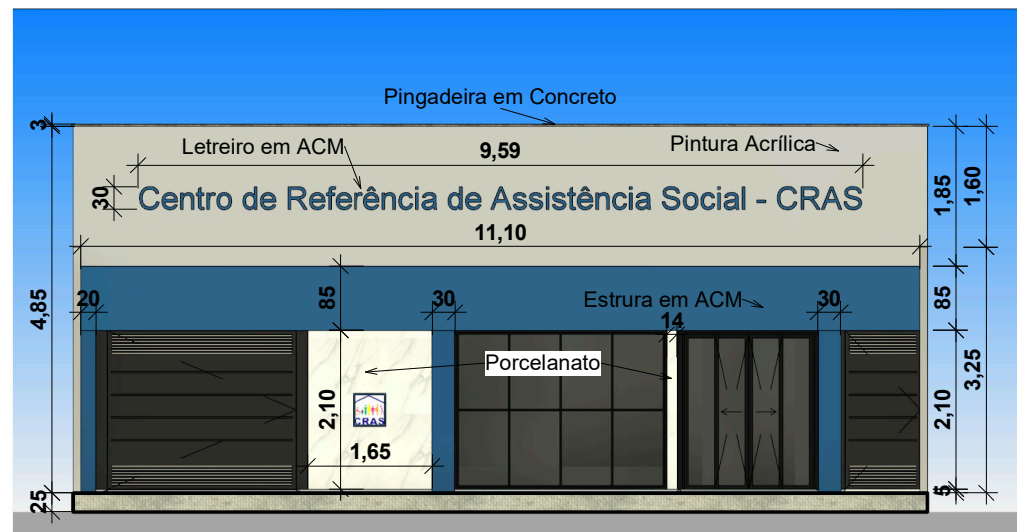 Pingadeira em Concreto
3
Letreiro em ACM
9,59
Pintura Acrílica
30
Centro de Referência de Assistência Social - CRAS
1,85
1,60
11,10
4,85
20
85
30
Estrura em ACM
30
85
14
Porcelanato
3,25
2,10
CRAS
2,10
1,65
5
25